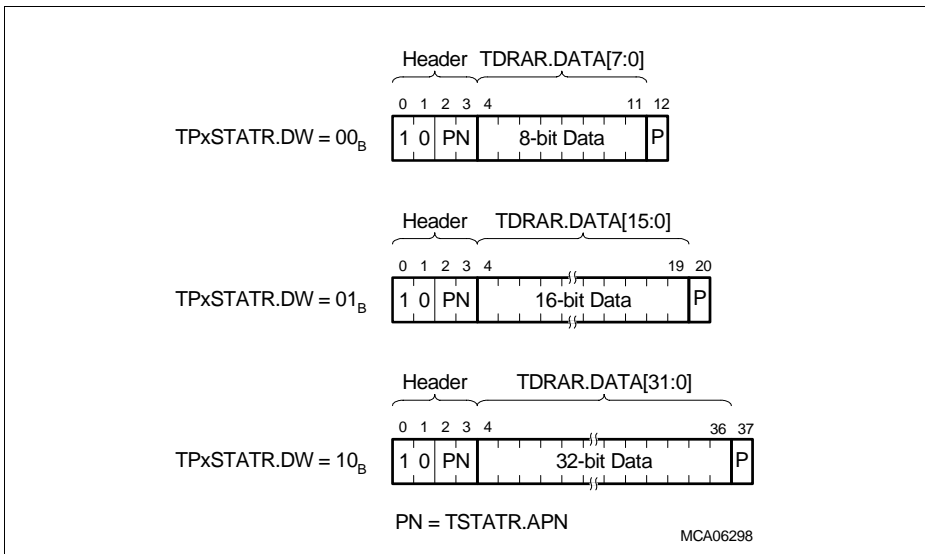 Header TDRAR.DATA[7:0]
0 1 2 3 4 11 12
TPxSTATR.DW = 00B 1 0 PN 8-bit Data P
Header TDRAR.DATA[15:0]
0 1 2 3 4 19 20
TPxSTATR.DW = 01B 1 0 PN 16-bit Data P
Header TDRAR.DATA[31:0]
0 1 2 3 4 36 37
TPxSTATR.DW = 10B 1 0 PN 32-bit Data P
PN = TSTATR.APN
MCA06298